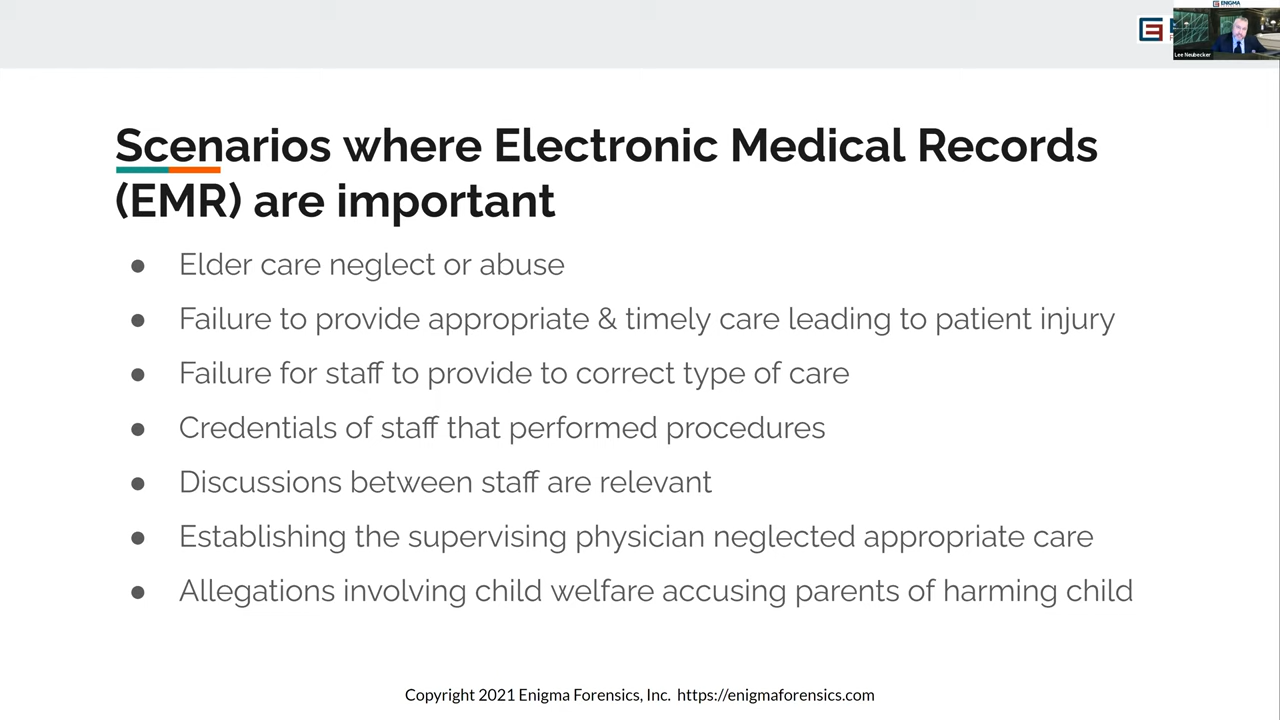 ENIGMA
Lee Neubecker
Scenarios where Electronic Medical Records
(EMR) are important
● Elder care neglect or abuse
● Failure to provide appropriate & timely care leading to patient injury
● Failure for staff to provide to correct type of care
● Credentials of staff that performed procedures
● Discussions between staff are relevant
● Establishing the supervising physician neglected appropriate care
● Allegations involving child welfare accusing parents of harming child
Copyright 2021 Enigma Forensics, Inc. https://enigmaforensics.com